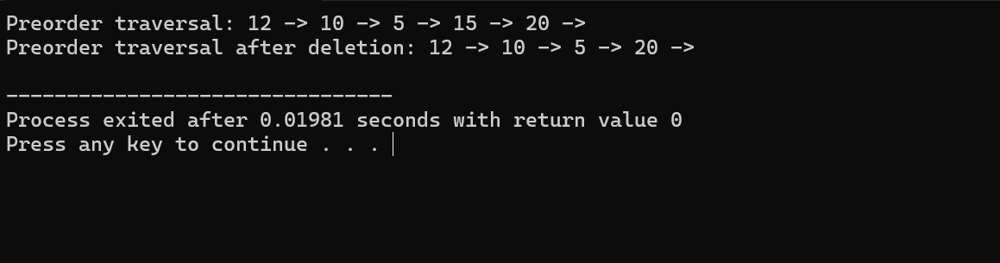 Preorder traversal: 12 -> 10 -> 5 -> 15 -> 20 ->
Preorder traversal after deletion: 12 -> 10 -> 5 -> 20 ->
--------------------------------
Process exited after 0.01981 seconds with return value 0
Press any key to continue . . .